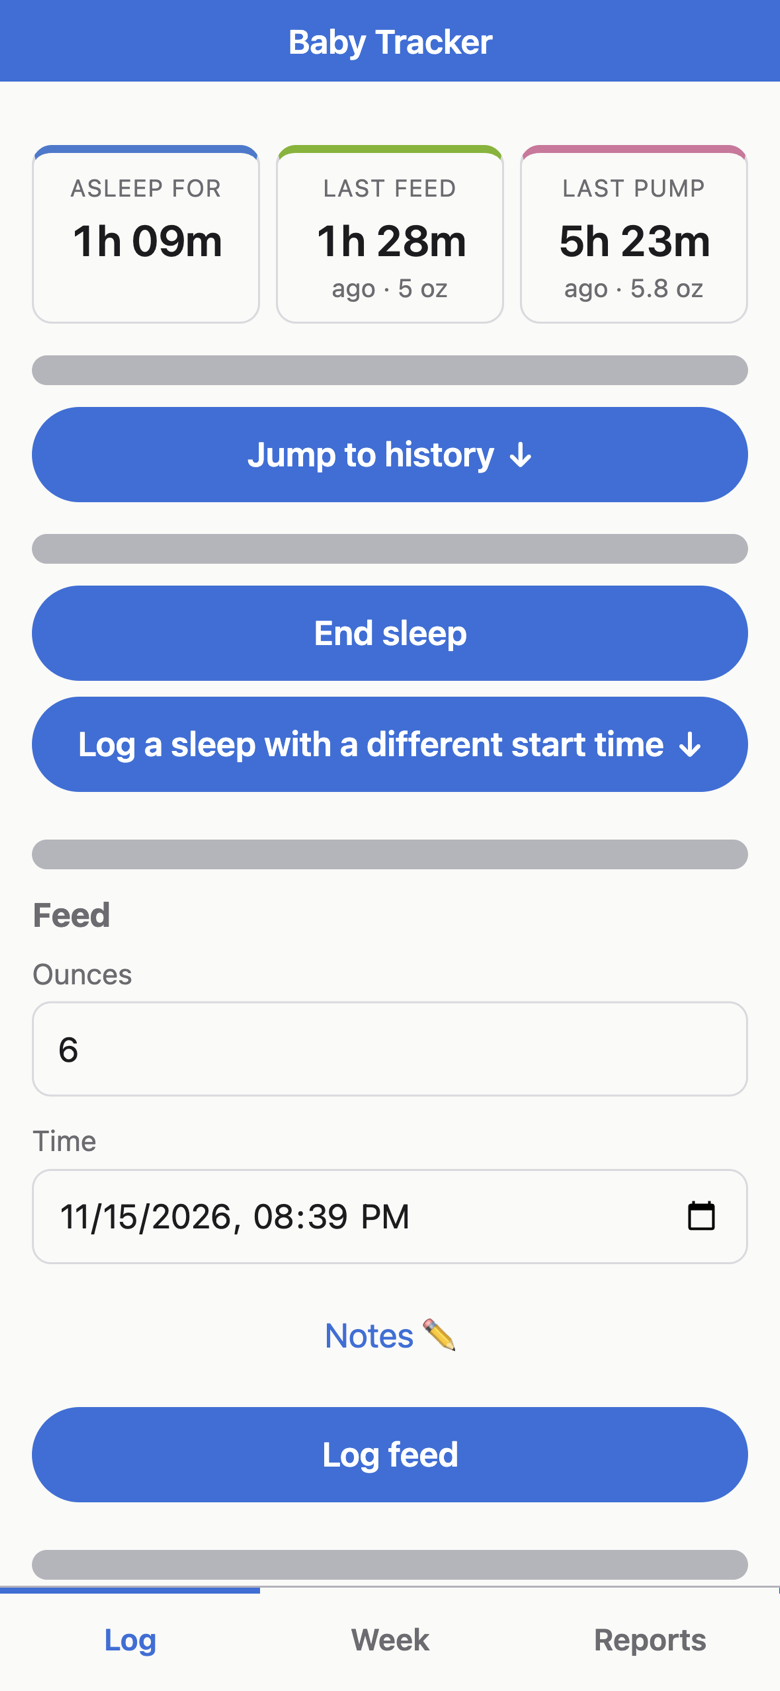 Baby Tracker
ASLEEP FOR
1h 09m
LAST FEED
1h 28m
ago · 5 oz
LAST PUMP
5h 23m
ago · 5.8 oz
Jump to history ↓
End sleep
Log a sleep with a different start time ↓
Feed
Ounces
6
Time
11/15/2026, 08:39 PM
Notes ✏️
Log feed
Log
Week
Reports